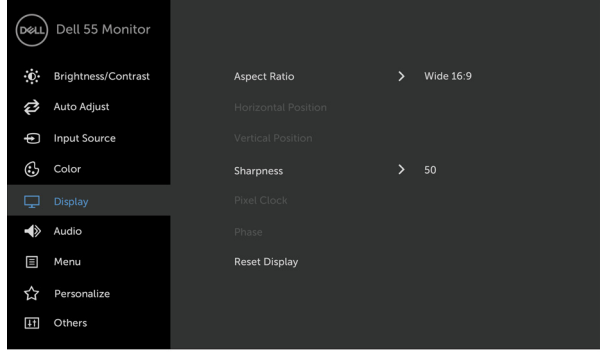 DELL Dell 55 Monitor
Brightness/Contrast
Auto Adjust
Input Source
Color
Display
Audio
Menu
Personalize
Others
Aspect Ratio > Wide 16:9
Horizontal Position
Vertical Position
Sharpness > 50
Pixel Clock
Phase
Reset Display